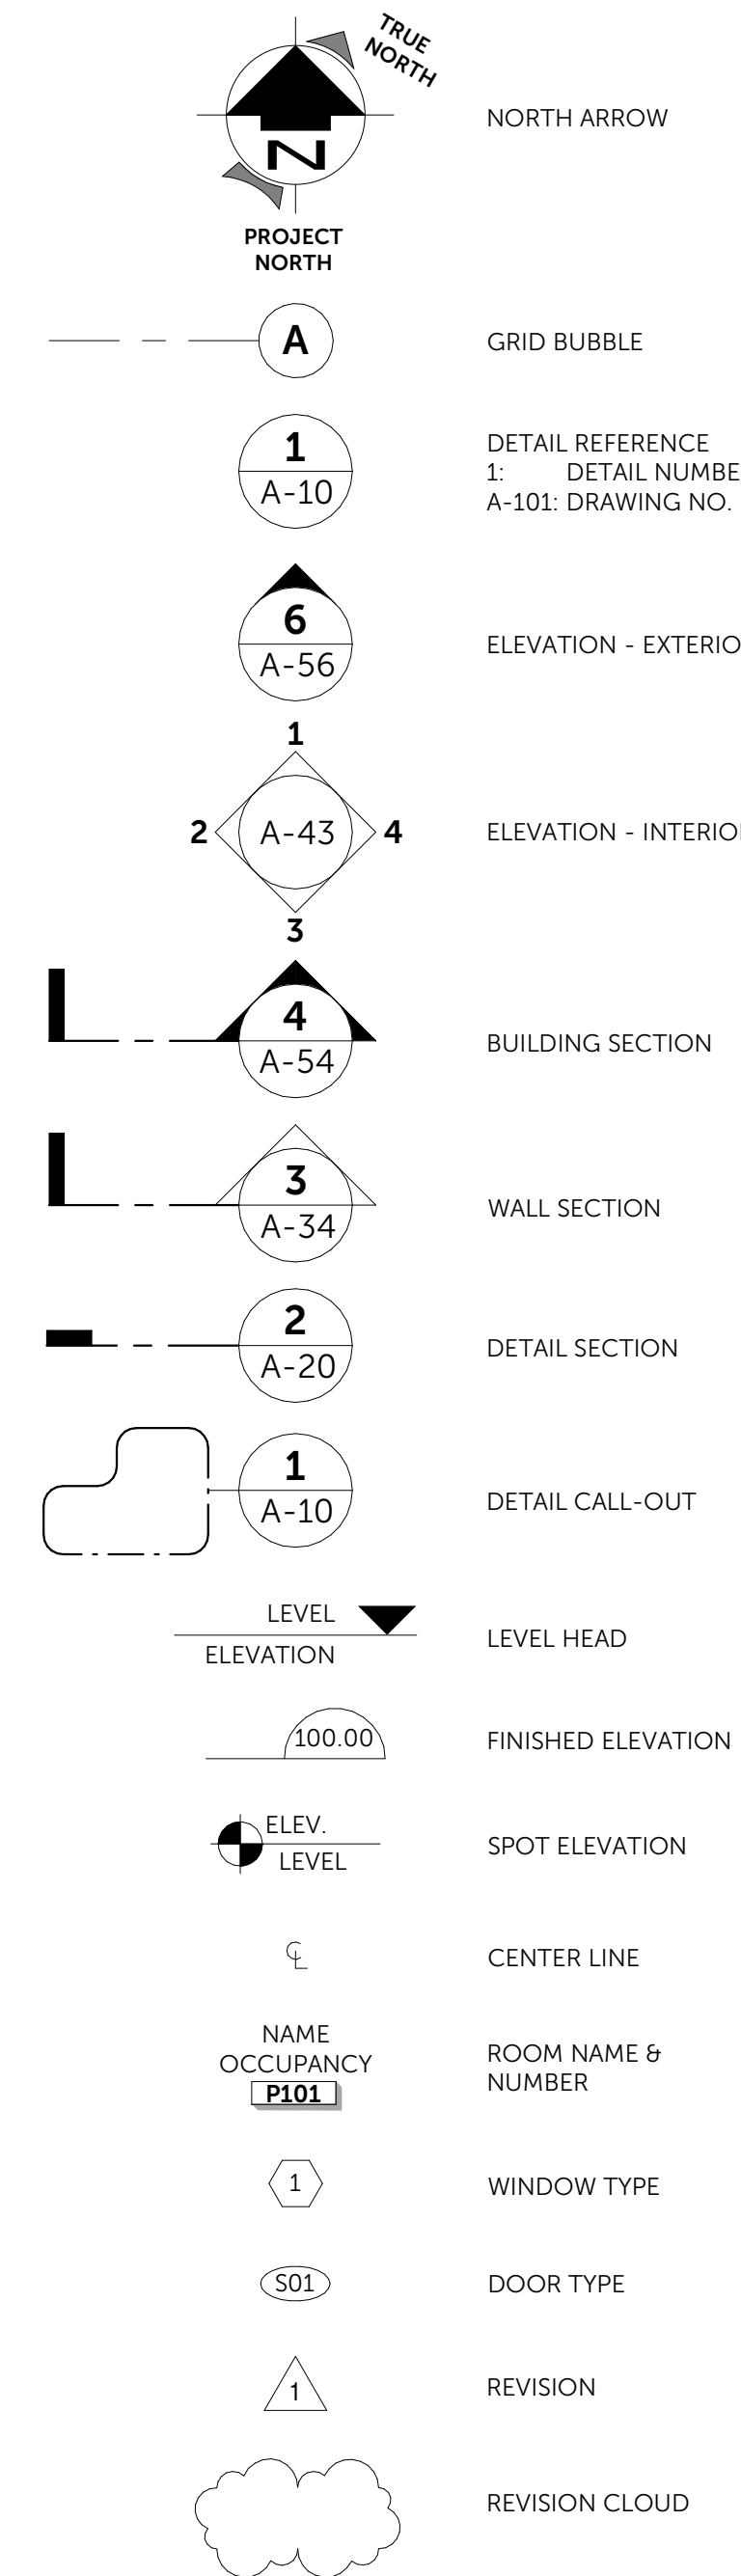 TRUE
NORTH
N
NORTH ARROW
PROJECT
NORTH
A
GRID BUBBLE
1
A-10
DETAIL REFERENCE
1: DETAIL NUMBE
A-101: DRAWING NO.
6
A-56
ELEVATION - EXTERIO
1
2
A-43
4
3
ELEVATION - INTERIO
4
A-54
BUILDING SECTION
3
A-34
WALL SECTION
2
A-20
DETAIL SECTION
1
A-10
DETAIL CALL-OUT
LEVEL
ELEVATION
LEVEL HEAD
100.00
FINISHED ELEVATION
ELEV.
LEVEL
SPOT ELEVATION
℄
CENTER LINE
NAME
OCCUPANCY
P101
ROOM NAME &
NUMBER
1
WINDOW TYPE
S01
DOOR TYPE
1
REVISION
REVISION CLOUD